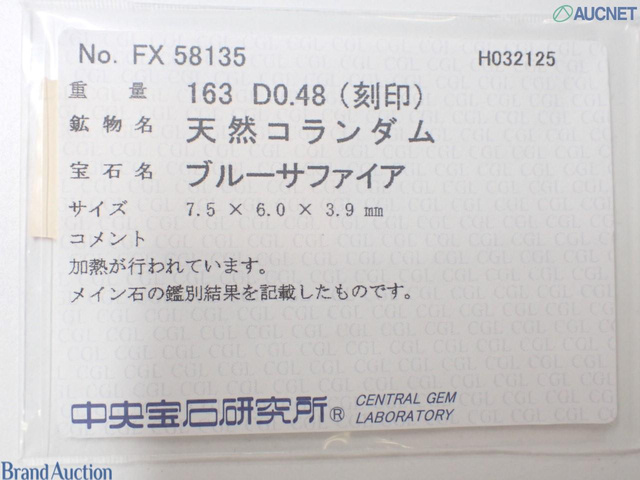 AUCNET
No. FX 58135
H032125
重量 163 D0.48 (刻印)
鉱物名 天然コランダム
宝石名 ブルーサファイア
サイズ 7.5 × 6.0 × 3.9 mm
コメント
加熱が行われています。
メイン石の鑑別結果を記載したものです。
中央宝石研究所® CENTRAL GEM
LABORATORY
Brand Auction